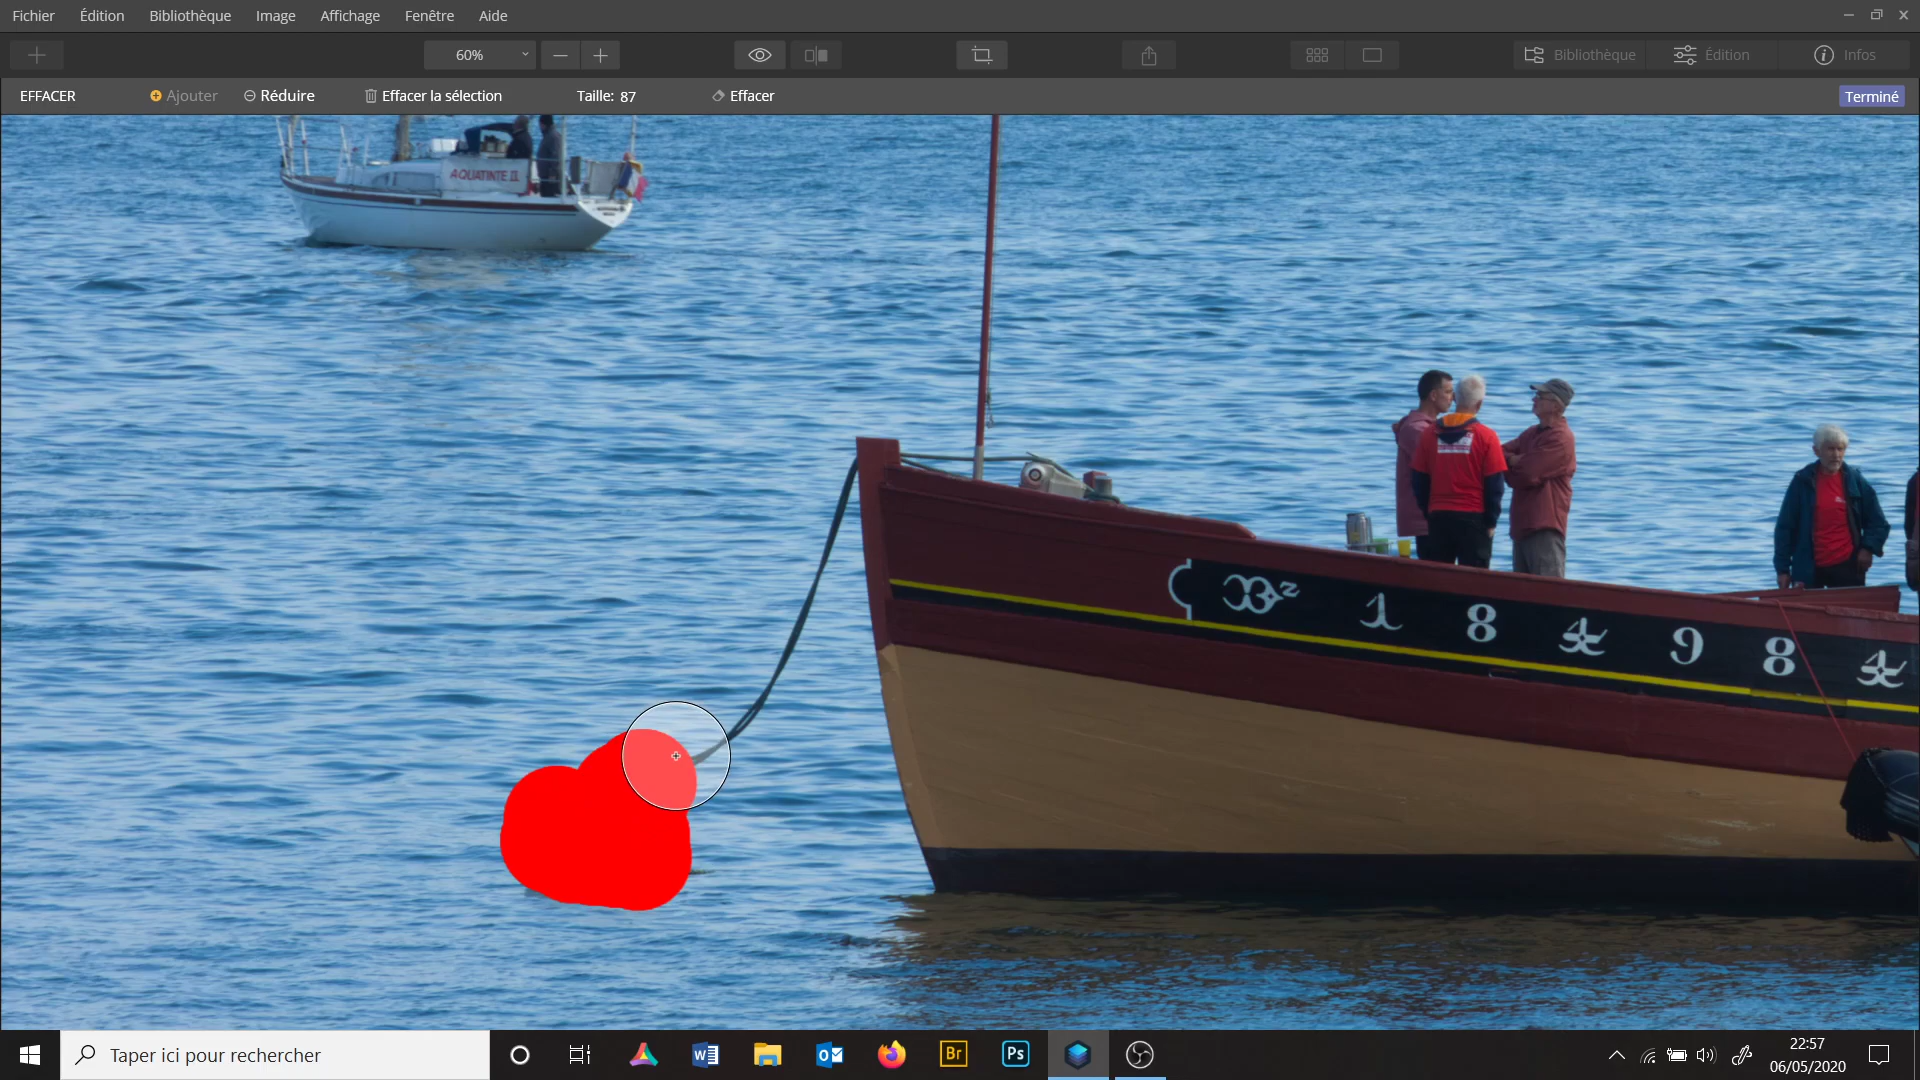 Fichier Édition Bibliothèque Image Affichage Fenêtre Aide
60% Bibliothèque Édition Infos
EFFACER Ajouter Réduire Effacer la sélection Taille: 87 Effacer Terminé
AQUATINTE II
1 8 4 9 8 4
Taper ici pour rechercher
Br Ps
22:57
06/05/2020